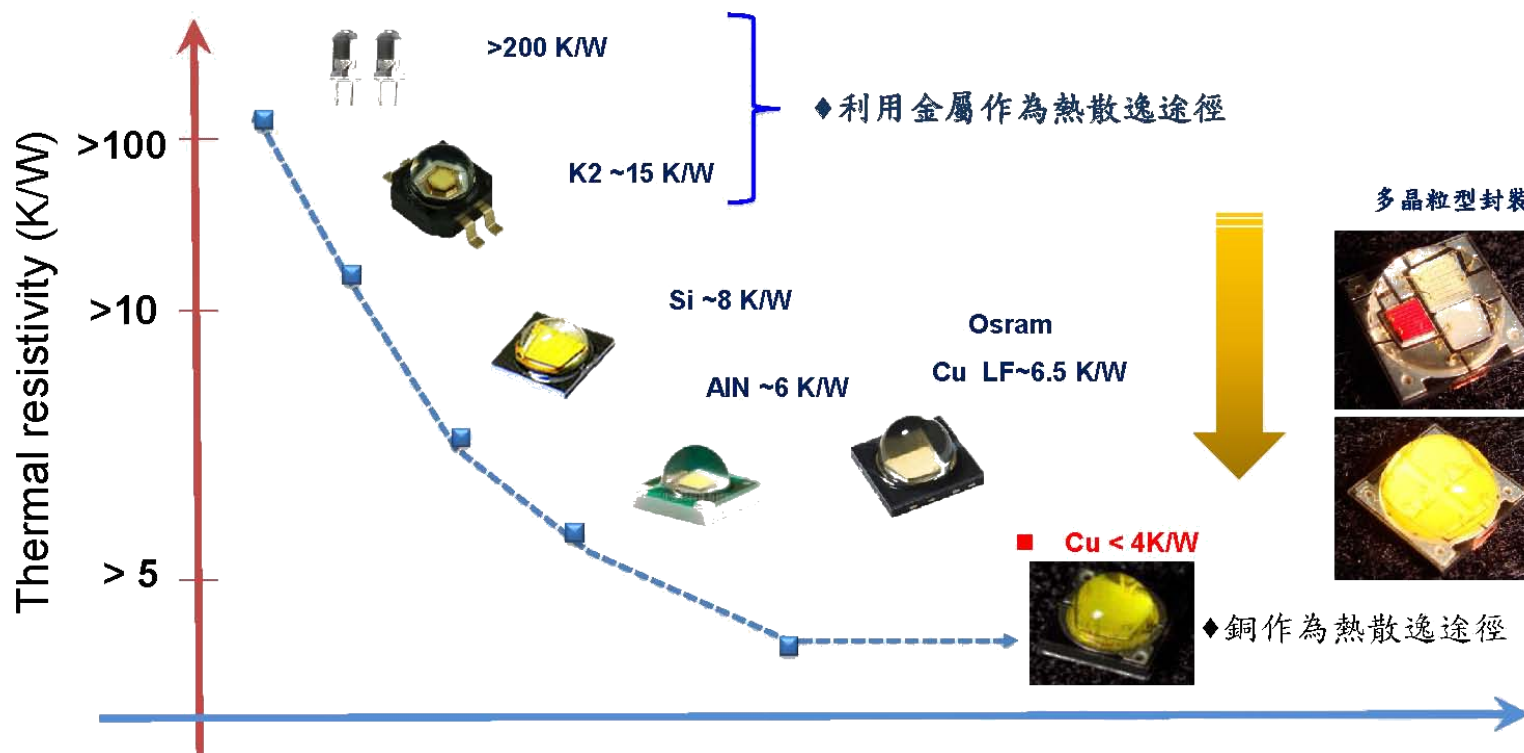 Thermal resistivity (K/W)
>100
>10
> 5
>200 K/W
K2 ~15 K/W
♦利用金屬作為熱散逸途徑
多晶粒型封裝
Si ~8 K/W
AlN ~6 K/W
Osram
Cu LF~6.5 K/W
Cu < 4K/W
♦銅作為熱散逸途徑